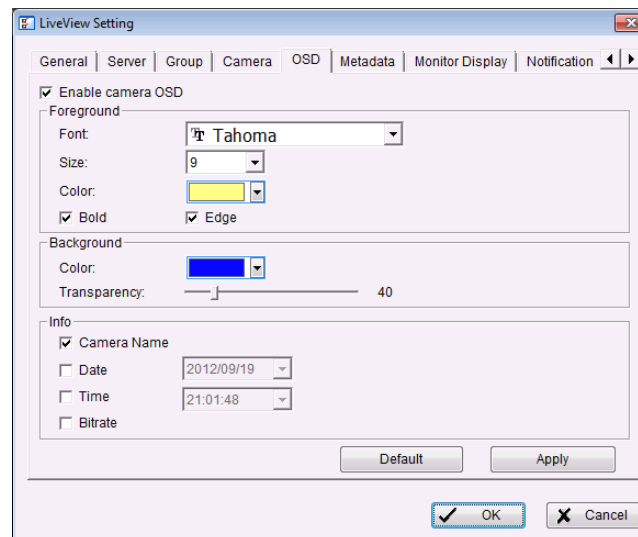 LiveView Setting
General Server Group Camera OSD Metadata Monitor Display Notification
Enable camera OSD
Foreground
Font: Tahoma
Size: 9
Color:
Bold Edge
Background
Color:
Transparency: 40
Info
Camera Name
Date 2012/09/19
Time 21:01:48
Bitrate
Default Apply
OK Cancel